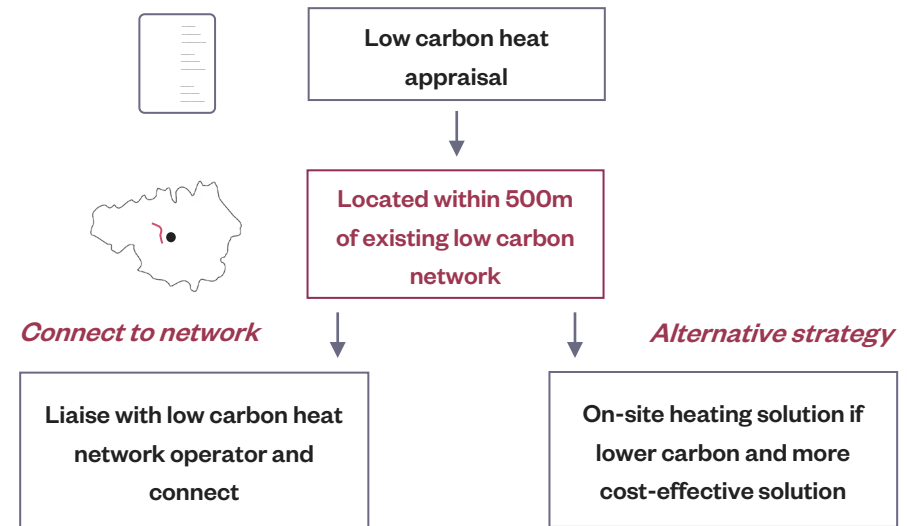 Low carbon heat
appraisal
Located within 500m
of existing low carbon
network
Connect to network
Alternative strategy
Liaise with low carbon heat
network operator and
connect
On-site heating solution if
lower carbon and more
cost-effective solution